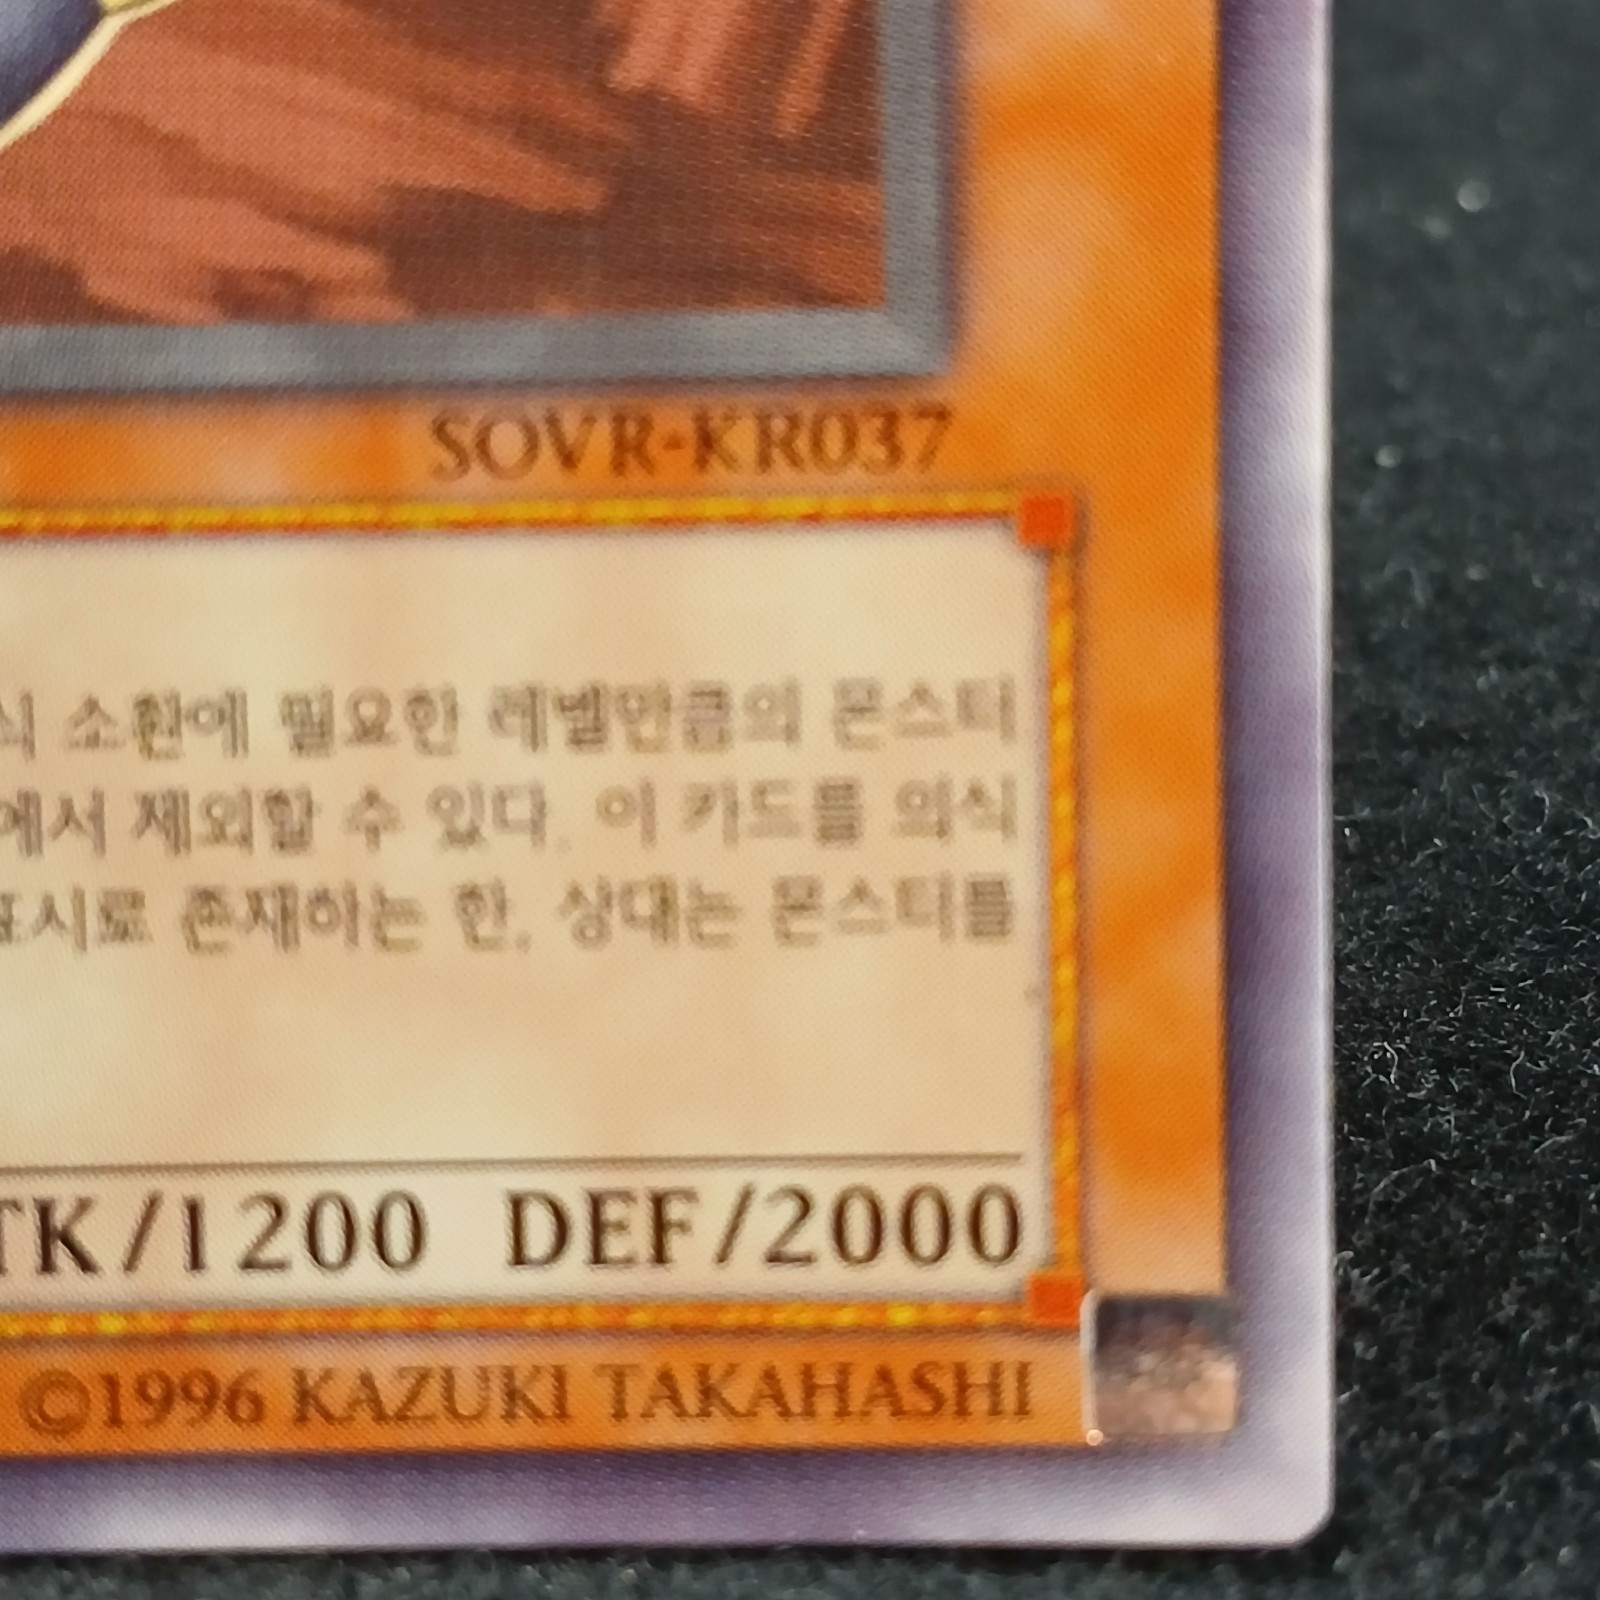 SOVR-KR037
식 소환에 필요한 레벨만큼의 몬스터
에서 제외할 수 있다. 이 카드를 의식
표시로 존재하는 한, 상대는 몬스터를
TK/1200 DEF/2000
©1996 KAZUKI TAKAHASHI